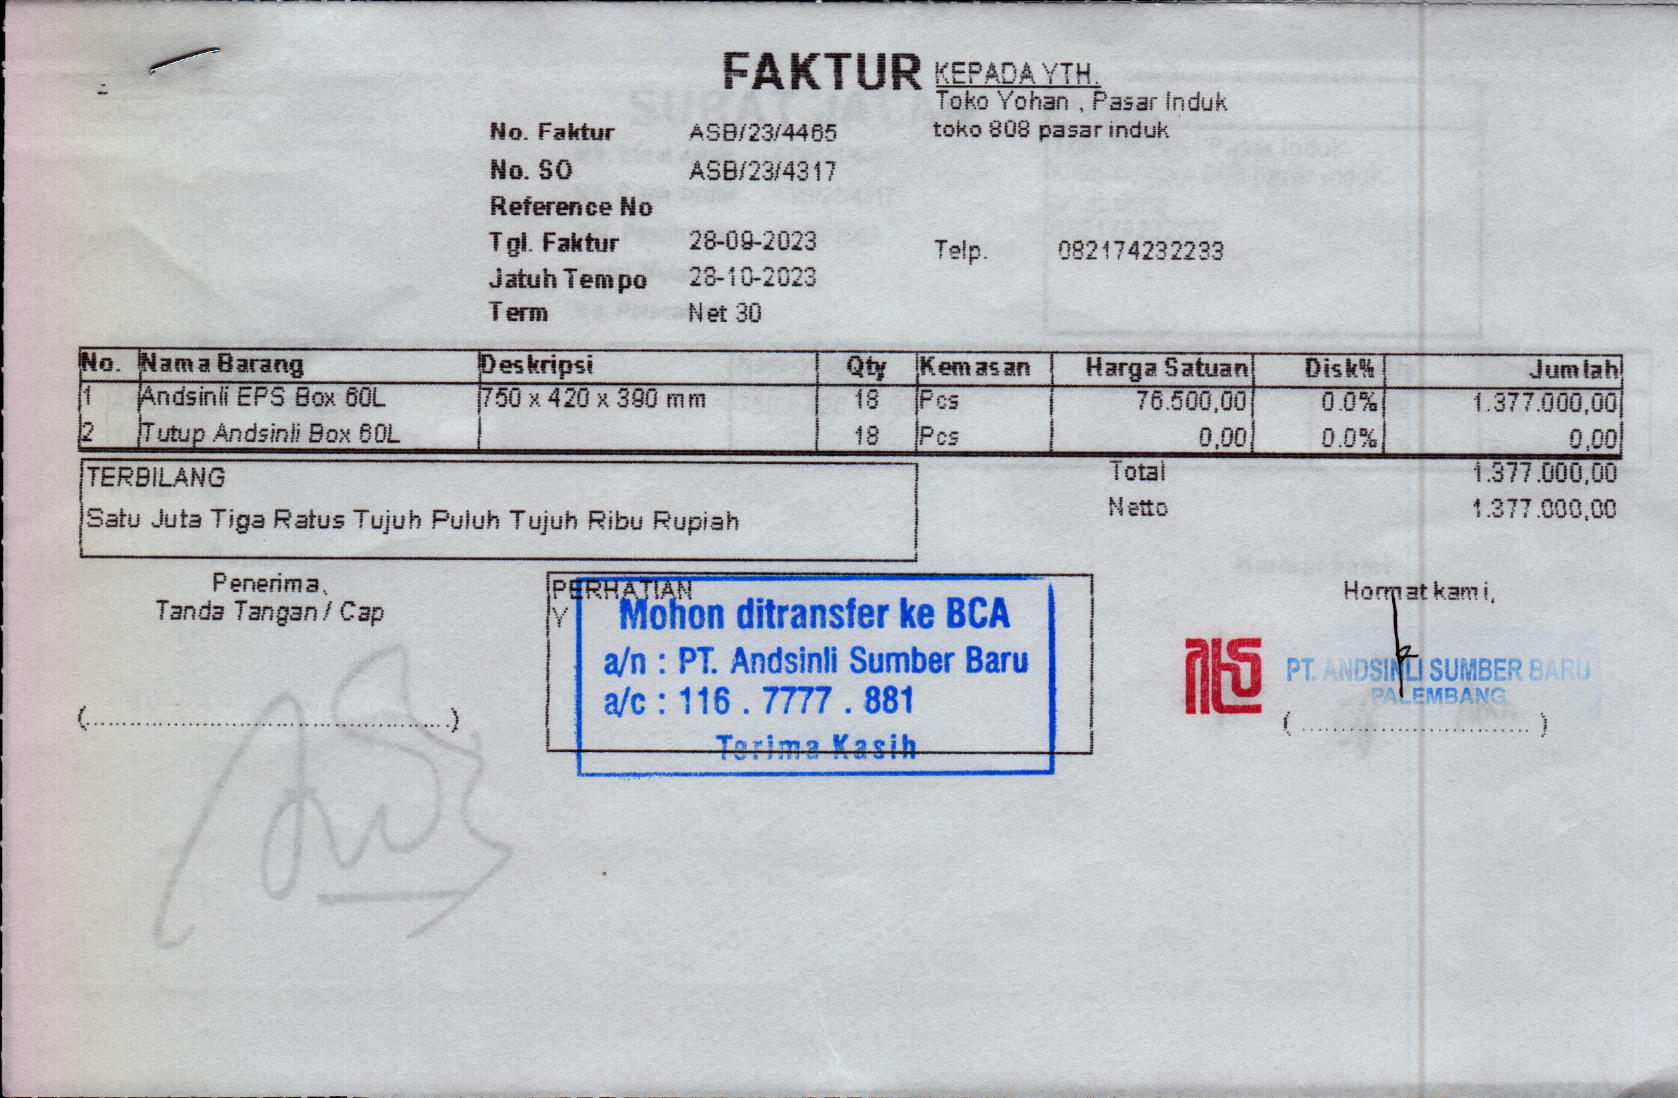 FAKTUR
KEPADA YTH.
Toko Yohan , Pasar Induk
toko 808 pasar induk
No. Faktur ASB/23/4465
No. SO ASB/23/4317
Reference No
Tgl. Faktur 28-09-2023
Telp. 082174232233
Jatuh Tempo 28-10-2023
Term Net 30
No. Nama Barang Deskripsi Qty Kemasan Harga Satuan Disk% Jumlah
1 Andsinli EPS Box 60L 750 x 420 x 390 mm 18 Pcs 76.500,00 0.0% 1.377.000,00
2 Tutup Andsinli Box 60L 18 Pcs 0,00 0.0% 0,00
TERBILANG
Satu Juta Tiga Ratus Tujuh Puluh Tujuh Ribu Rupiah
Total 1.377.000,00
Netto 1.377.000,00
Penerima,
Tanda Tangan / Cap
(................................................)
PERHATIAN
Y
Mohon ditransfer ke BCA
a/n : PT. Andsinli Sumber Baru
a/c : 116 . 7777 . 881
Terima Kasih
Hormat kami,
PT. ANDSINLI SUMBER BARU
PALEMBANG
(..............................)